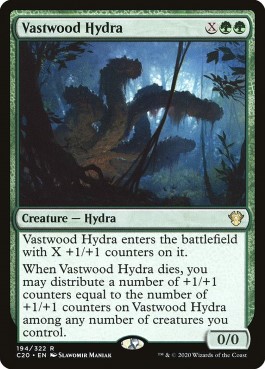 Vastwood Hydra X
Creature — Hydra
Vastwood Hydra enters the battlefield
with X +1/+1 counters on it.
When Vastwood Hydra dies, you
may distribute a number of +1/+1
counters equal to the number of
+1/+1 counters on Vastwood Hydra
among any number of creatures you
control.
0/0
194/322 R
C20 • EN SLAWOMIR MANIAK
™ & © 2020 Wizards of the Coast